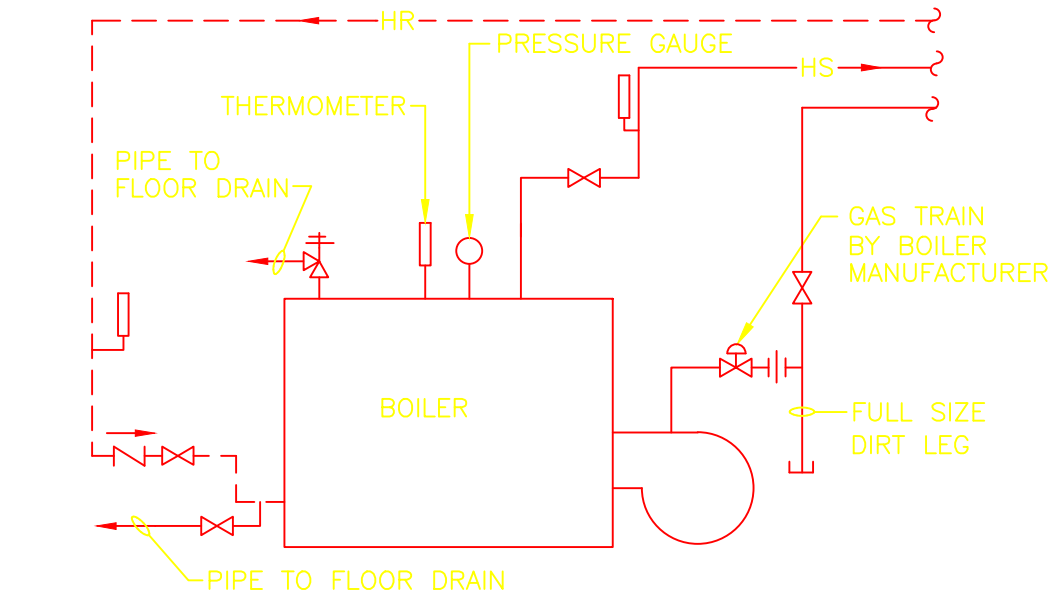 HR
PRESSURE GAUGE
HS
THERMOMETER
PIPE TO
FLOOR DRAIN
GAS TRAIN
BY BOILER
MANUFACTURER
BOILER
FULL SIZE
DIRT LEG
PIPE TO FLOOR DRAIN